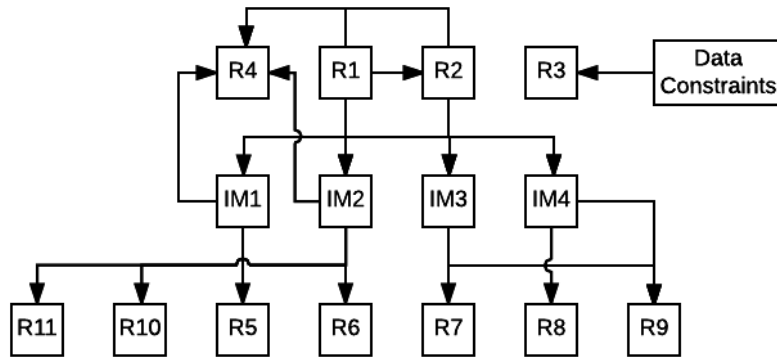 R4
R1
R2
R3
Data
Constraints
IM1
IM2
IM3
IM4
R11
R10
R5
R6
R7
R8
R9